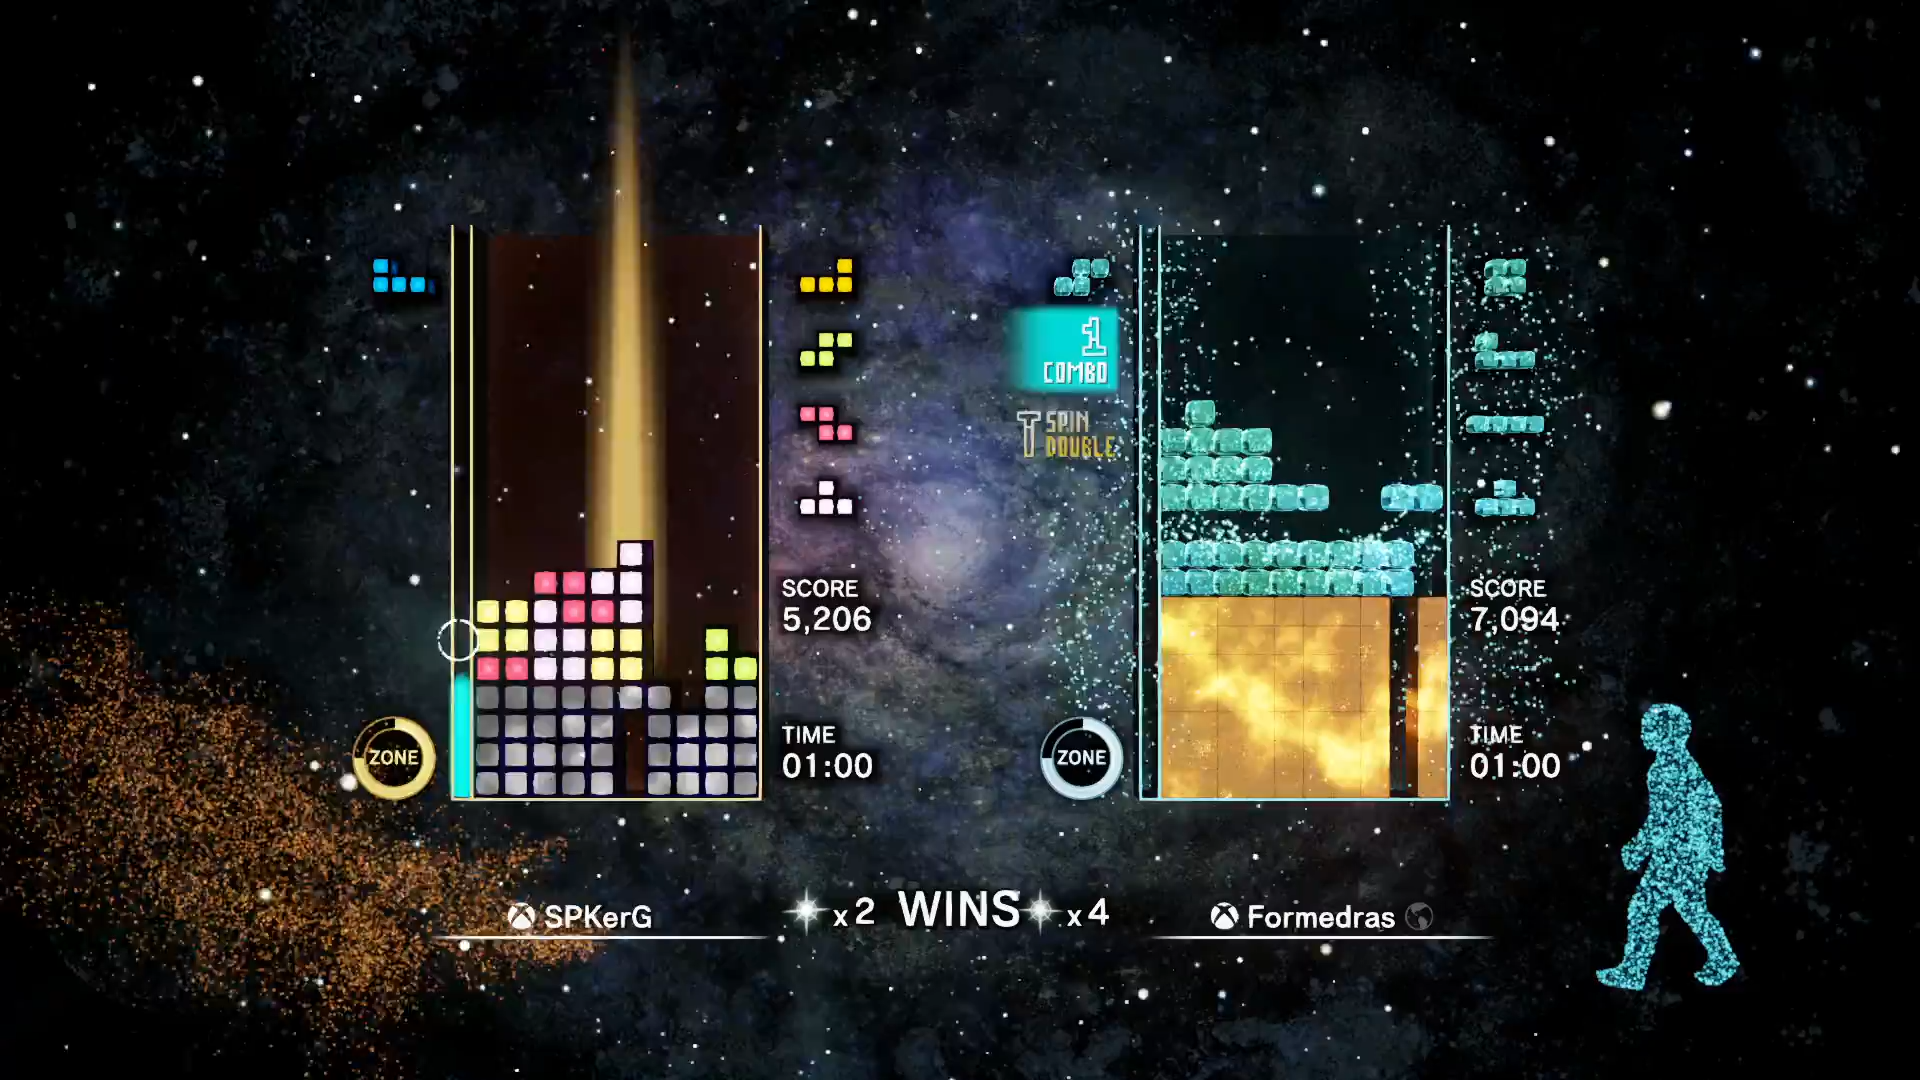 1
COMBO
T SPIN
DOUBLE
SCORE
5,206
SCORE
7,094
TIME
01:00
TIME
01:00
ZONE
ZONE
SPKerG
x2 WINS x4
Formedras